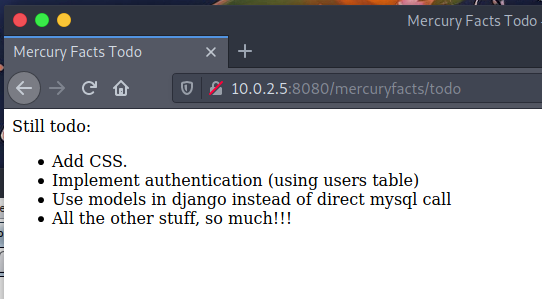 Mercury Facts Todo
Mercury Facts Todo
10.0.2.5:8080/mercuryfacts/todo
Still todo:
Add CSS.
Implement authentication (using users table)
Use models in django instead of direct mysql call
All the other stuff, so much!!!